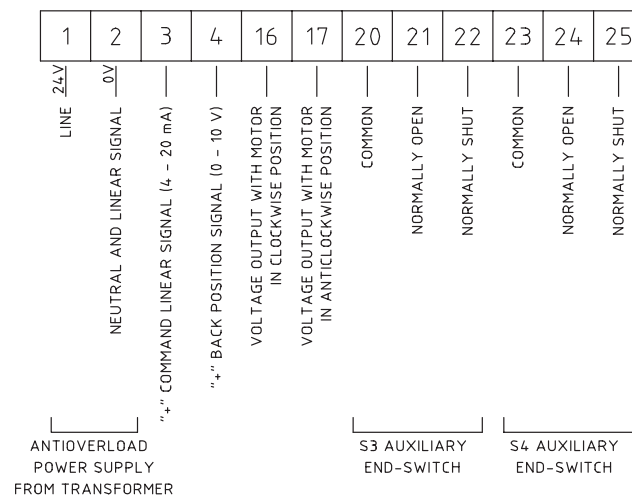 1 2 3 4 16 17 20 21 22 23 24 25
24V
LINE
0V
NEUTRAL AND LINEAR SIGNAL
"+" COMMAND LINEAR SIGNAL (4 - 20 mA)
"+" BACK POSITION SIGNAL (0 - 10 V)
VOLTAGE OUTPUT WITH MOTOR
IN CLOCKWISE POSITION
VOLTAGE OUTPUT WITH MOTOR
IN ANTICLOCKWISE POSITION
COMMON
NORMALLY OPEN
NORMALLY SHUT
COMMON
NORMALLY OPEN
NORMALLY SHUT
ANTIOVERLOAD
POWER SUPPLY
FROM TRANSFORMER
S3 AUXILIARY
END-SWITCH
S4 AUXILIARY
END-SWITCH